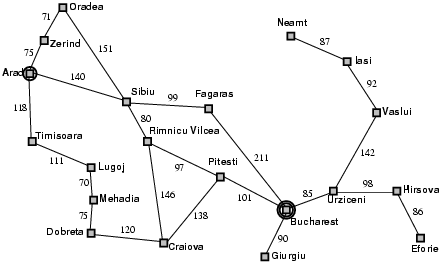 Oradea
71
Neamt
Zerind
87
151
75
Iasi
Arad
140
92
Sibiu
99
Fagaras
118
Vaslui
80
Timisoara
Rimnicu Vilcea
142
111
211
Lugoj
97
Pitesti
70
98
Hirsova
85
146
101
Urziceni
Mehadia
138
86
75
Bucharest
120
Dobreta
90
Craiova
Eforie
Giurgiu